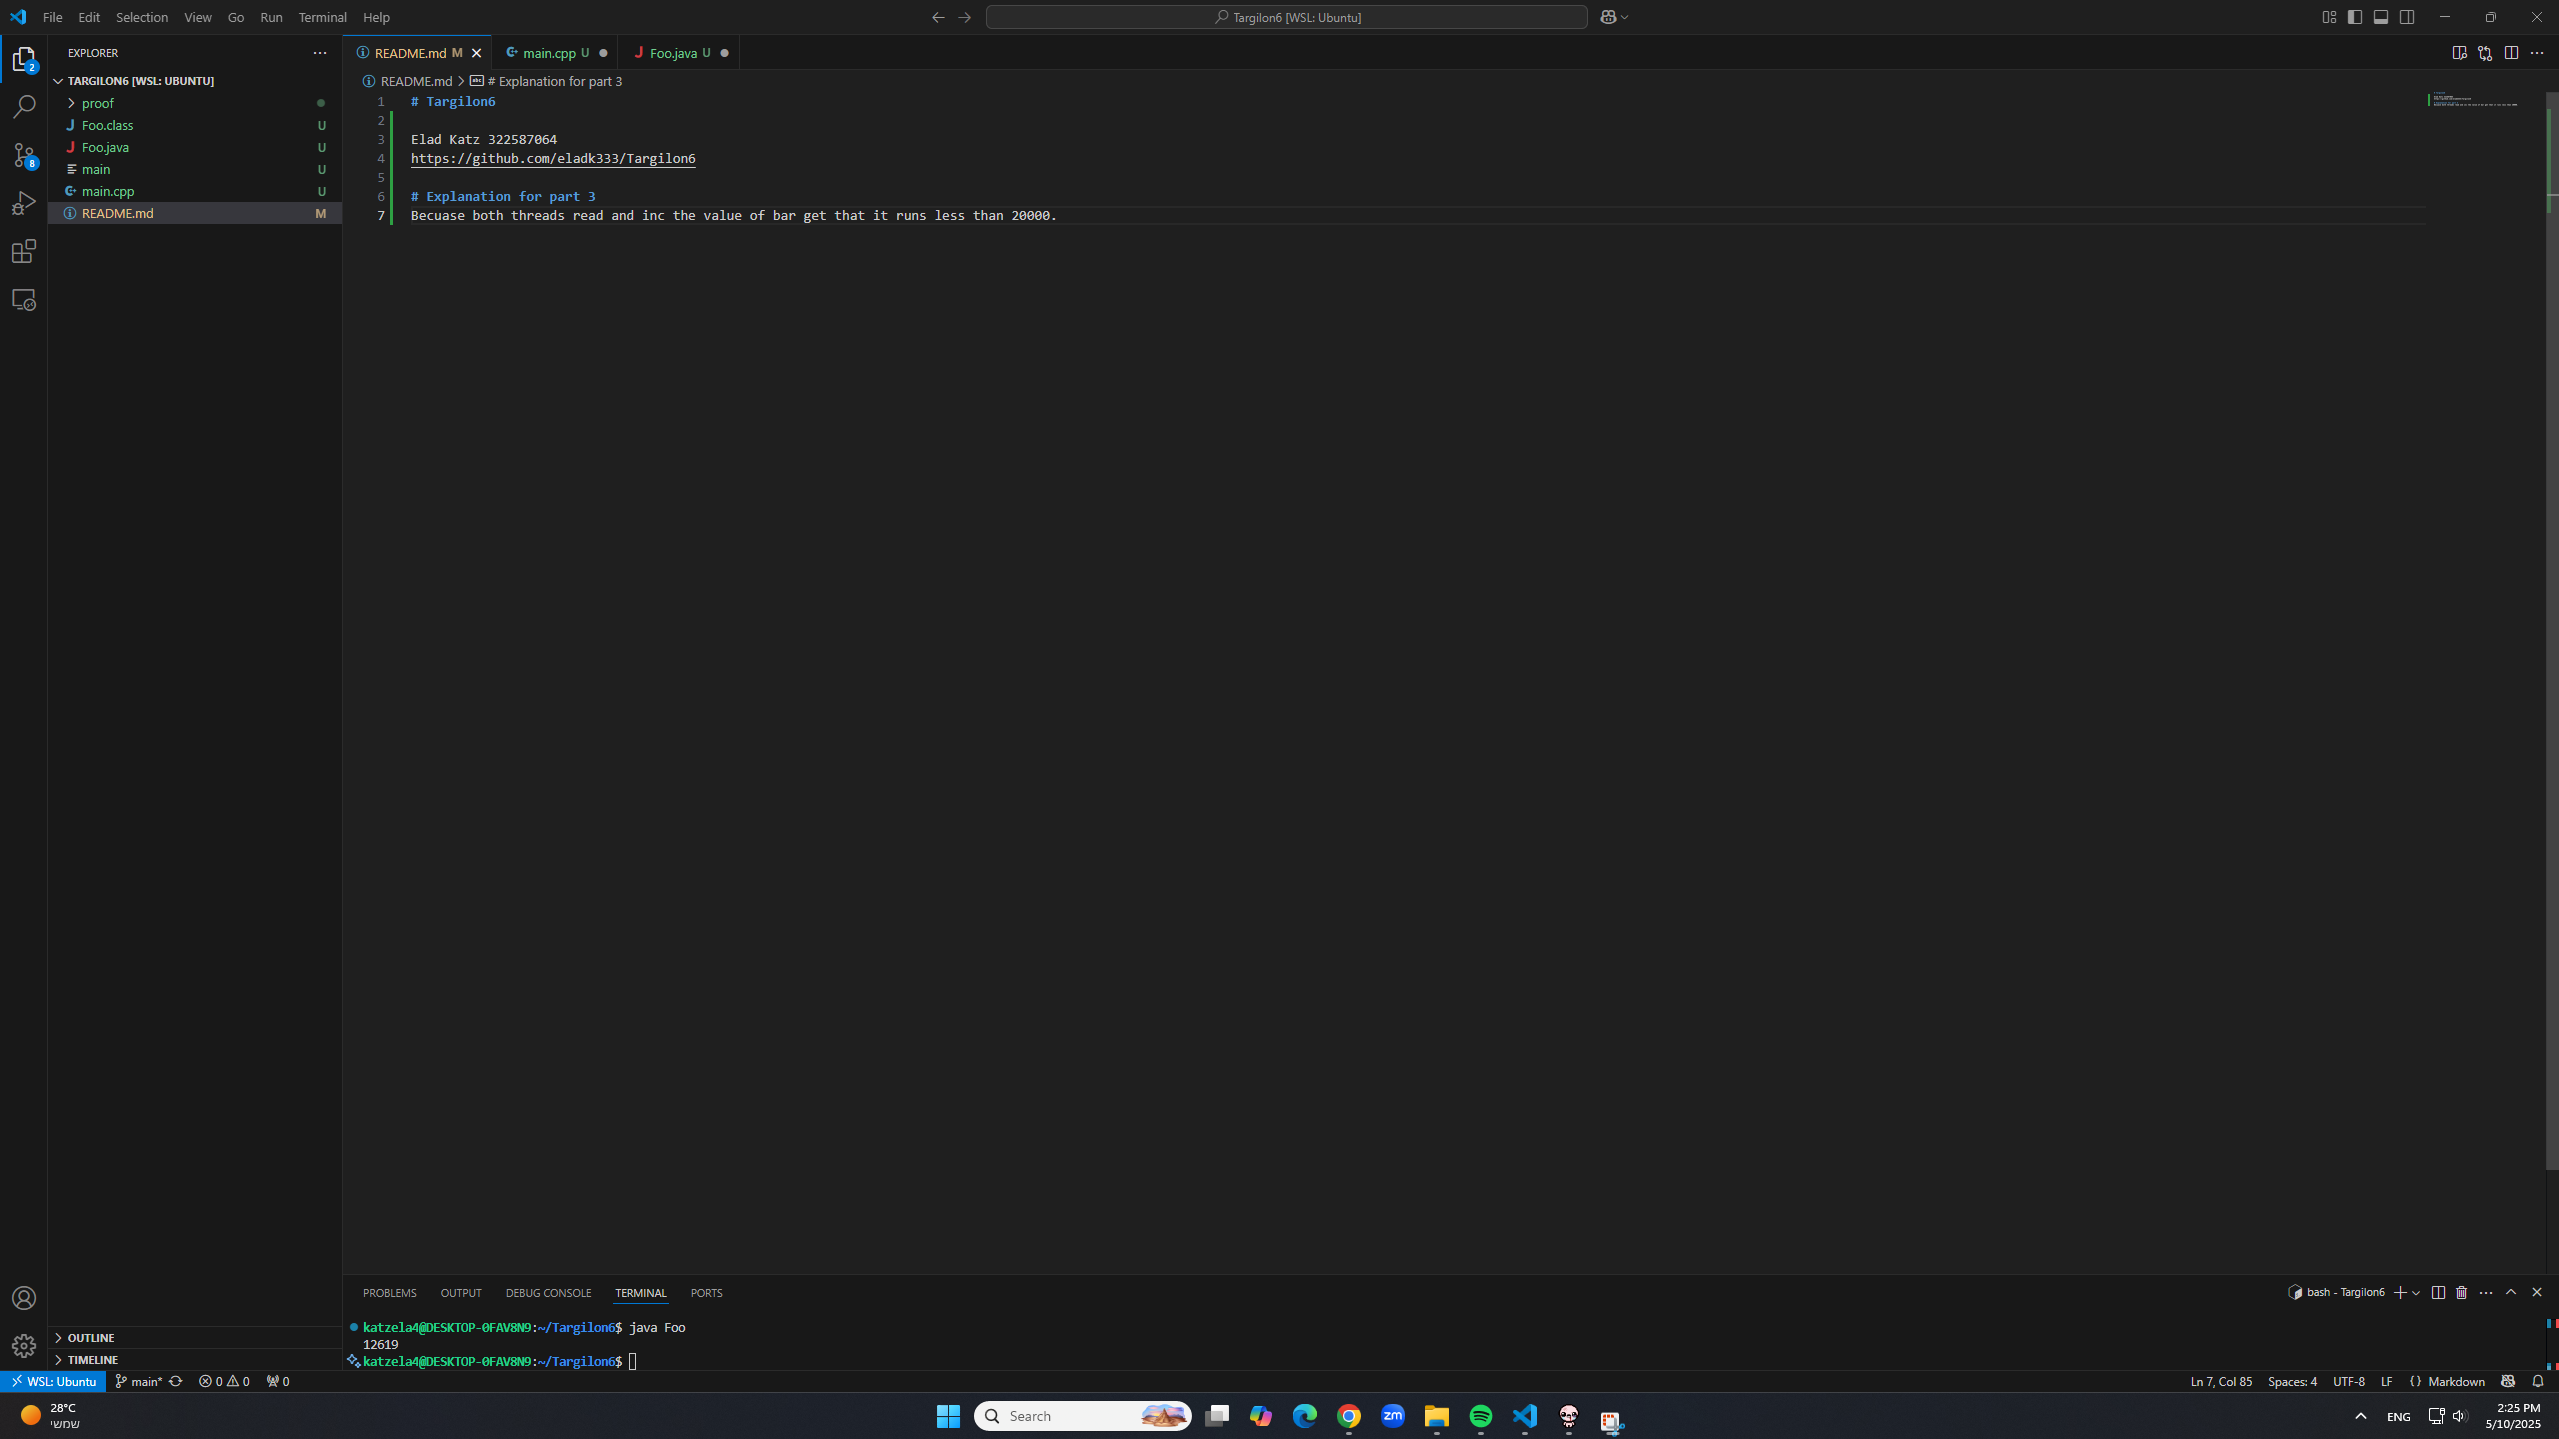 File Edit Selection View Go Run Terminal Help
Targilon6 [WSL: Ubuntu]
EXPLORER
TARGILON6 [WSL: UBUNTU]
proof
Foo.class U
Foo.java U
main U
main.cpp U
README.md M
2
8
README.md M
main.cpp U
Foo.java U
README.md > # Explanation for part 3
1 # Targilon6
2
3 Elad Katz 322587064
4 https://github.com/eladk333/Targilon6
5
6 # Explanation for part 3
7 Becuase both threads read and inc the value of bar get that it runs less than 20000.
OUTLINE
TIMELINE
PROBLEMS OUTPUT DEBUG CONSOLE TERMINAL PORTS
bash - Targilon6
katzela4@DESKTOP-0FAV8N9:~/Targilon6$ java Foo
12619
katzela4@DESKTOP-0FAV8N9:~/Targilon6$
WSL: Ubuntu main* 0 0 0
Ln 7, Col 85 Spaces: 4 UTF-8 LF {} Markdown
28°C
שמשי
Search
zm
ENG
2:25 PM
5/10/2025